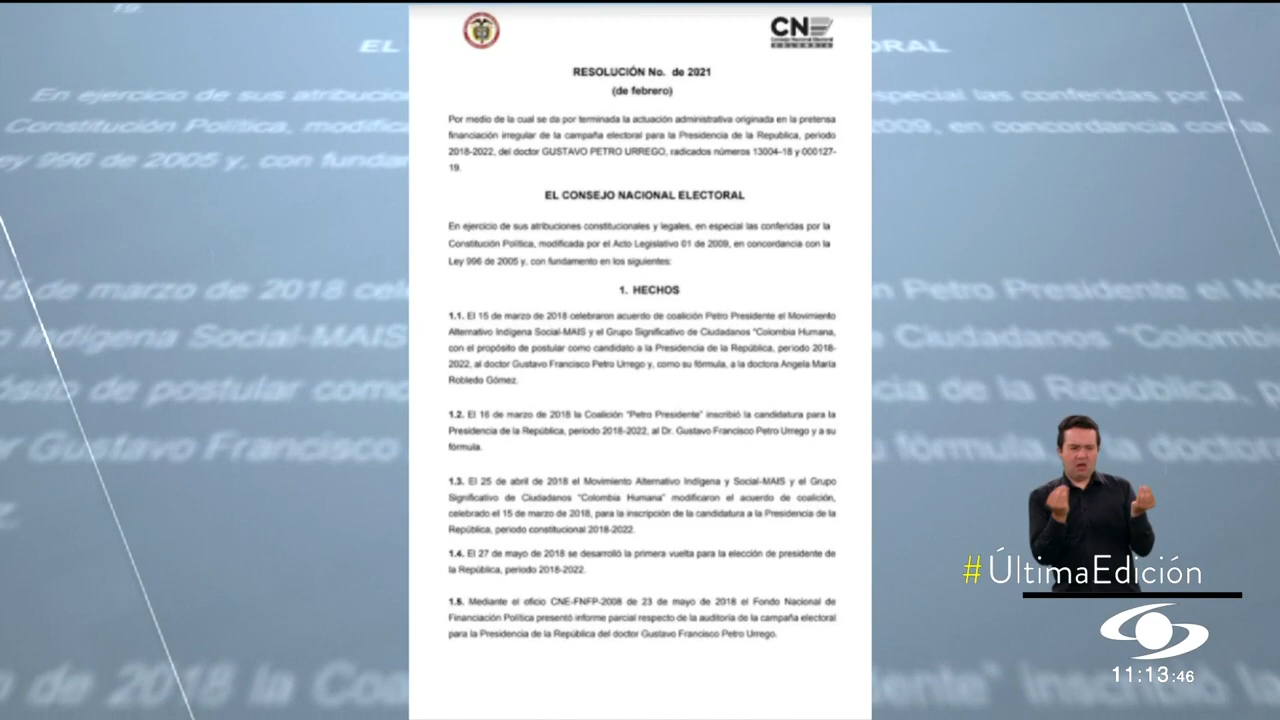 CNE
Consejo Nacional Electoral
COLOMBIA
RESOLUCIÓN No. de 2021
(de febrero)
Por medio de la cual se da por terminada la actuación administrativa originada en la pretensa
financiación irregular de la campaña electoral para la Presidencia de la Republica, periodo
2018-2022, del doctor GUSTAVO PETRO URREGO, radicados números 13004-18 y 000127-
19.
EL CONSEJO NACIONAL ELECTORAL
En ejercicio de sus atribuciones constitucionales y legales, en especial las conferidas por la
Constitución Política, modificada por el Acto Legislativo 01 de 2009, en concordancia con la
Ley 996 de 2005 y, con fundamento en los siguientes:
1. HECHOS
1.1. El 15 de marzo de 2018 celebraron acuerdo de coalición Petro Presidente el Movimiento
Alternativo Indígena Social-MAIS y el Grupo Significativo de Ciudadanos "Colombia Humana,
con el propósito de postular como candidato a la Presidencia de la República, periodo 2018-
2022, al doctor Gustavo Francisco Petro Urrego y, como su fórmula, a la doctora Angela María
Robledo Gómez.
1.2. El 16 de marzo de 2018 la Coalición "Petro Presidente" inscribió la candidatura para la
Presidencia de la República, periodo 2018-2022, al Dr. Gustavo Francisco Petro Urrego y a su
fórmula.
1.3. El 25 de abril de 2018 el Movimiento Alternativo Indígena y Social-MAIS y el Grupo
Significativo de Ciudadanos "Colombia Humana" modificaron el acuerdo de coalición,
celebrado el 15 de marzo de 2018, para la inscripción de la candidatura a la Presidencia de la
República, periodo constitucional 2018-2022.
1.4. El 27 de mayo de 2018 se desarrolló la primera vuelta para la elección de presidente de
la República, periodo 2018-2022.
1.5. Mediante el oficio CNE-FNFP-2008 de 23 de mayo de 2018 el Fondo Nacional de
Financiación Política presentó informe parcial respecto de la auditoría de la campaña electoral
para la Presidencia de la República del doctor Gustavo Francisco Petro Urrego.
#ÚltimaEdición
11:13:46